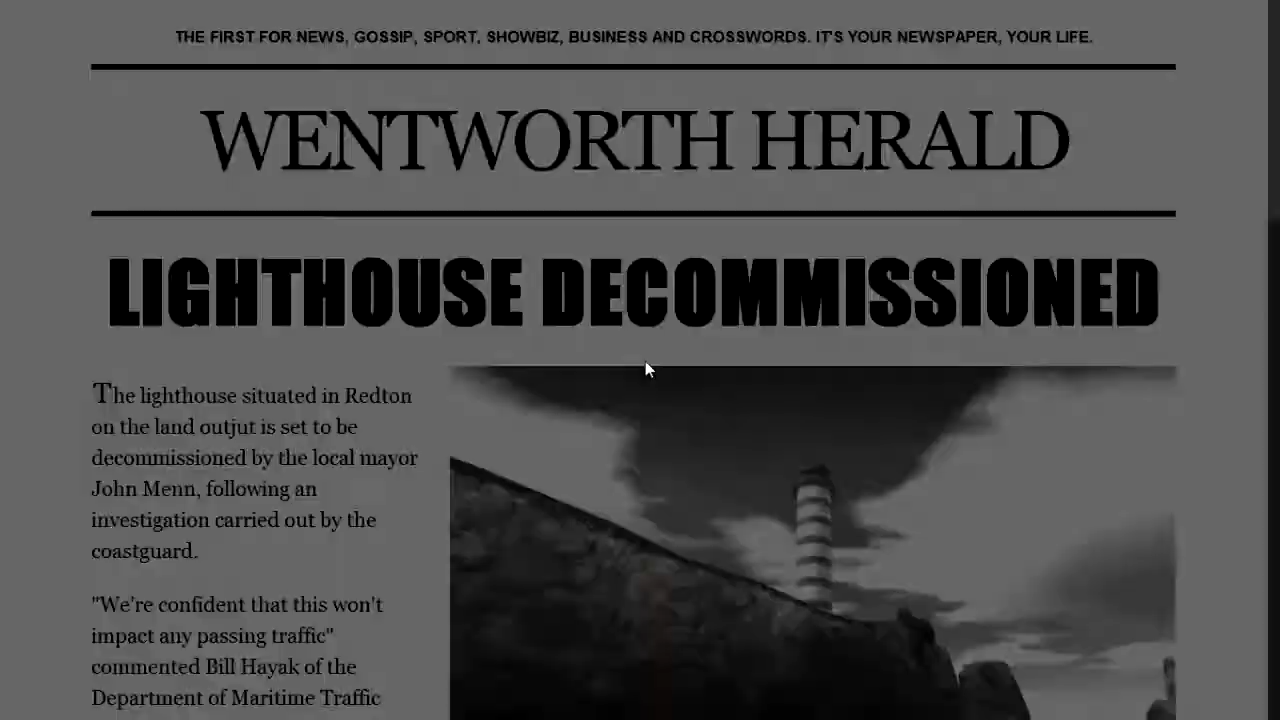 THE FIRST FOR NEWS, GOSSIP, SPORT, SHOWBIZ, BUSINESS AND CROSSWORDS. IT'S YOUR NEWSPAPER, YOUR LIFE.
WENTWORTH HERALD
LIGHTHOUSE DECOMMISSIONED
The lighthouse situated in Redton
on the land outjut is set to be
decommissioned by the local mayor
John Menn, following an
investigation carried out by the
coastguard.
"We're confident that this won't
impact any passing traffic"
commented Bill Hayak of the
Department of Maritime Traffic